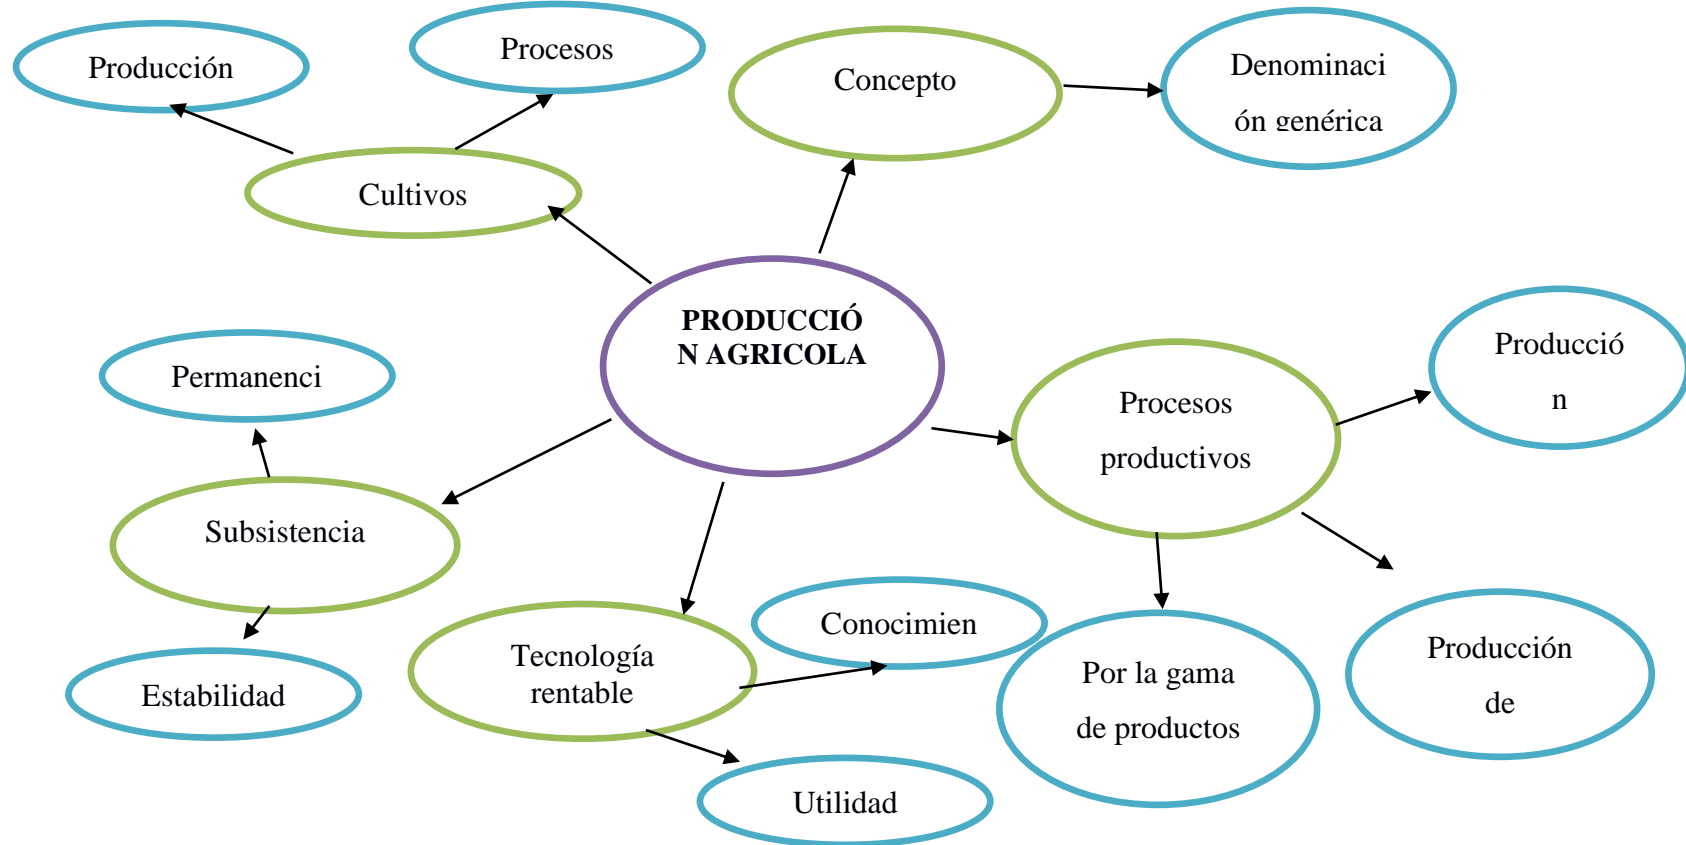 Producción
Procesos
Concepto
Denominaci
ón genérica
Cultivos
PRODUCCIÓ
N AGRICOLA
Permanenci
Producció
n
Procesos
productivos
Subsistencia
Estabilidad
Tecnología
rentable
Conocimien
Por la gama
de productos
Producción
de
Utilidad